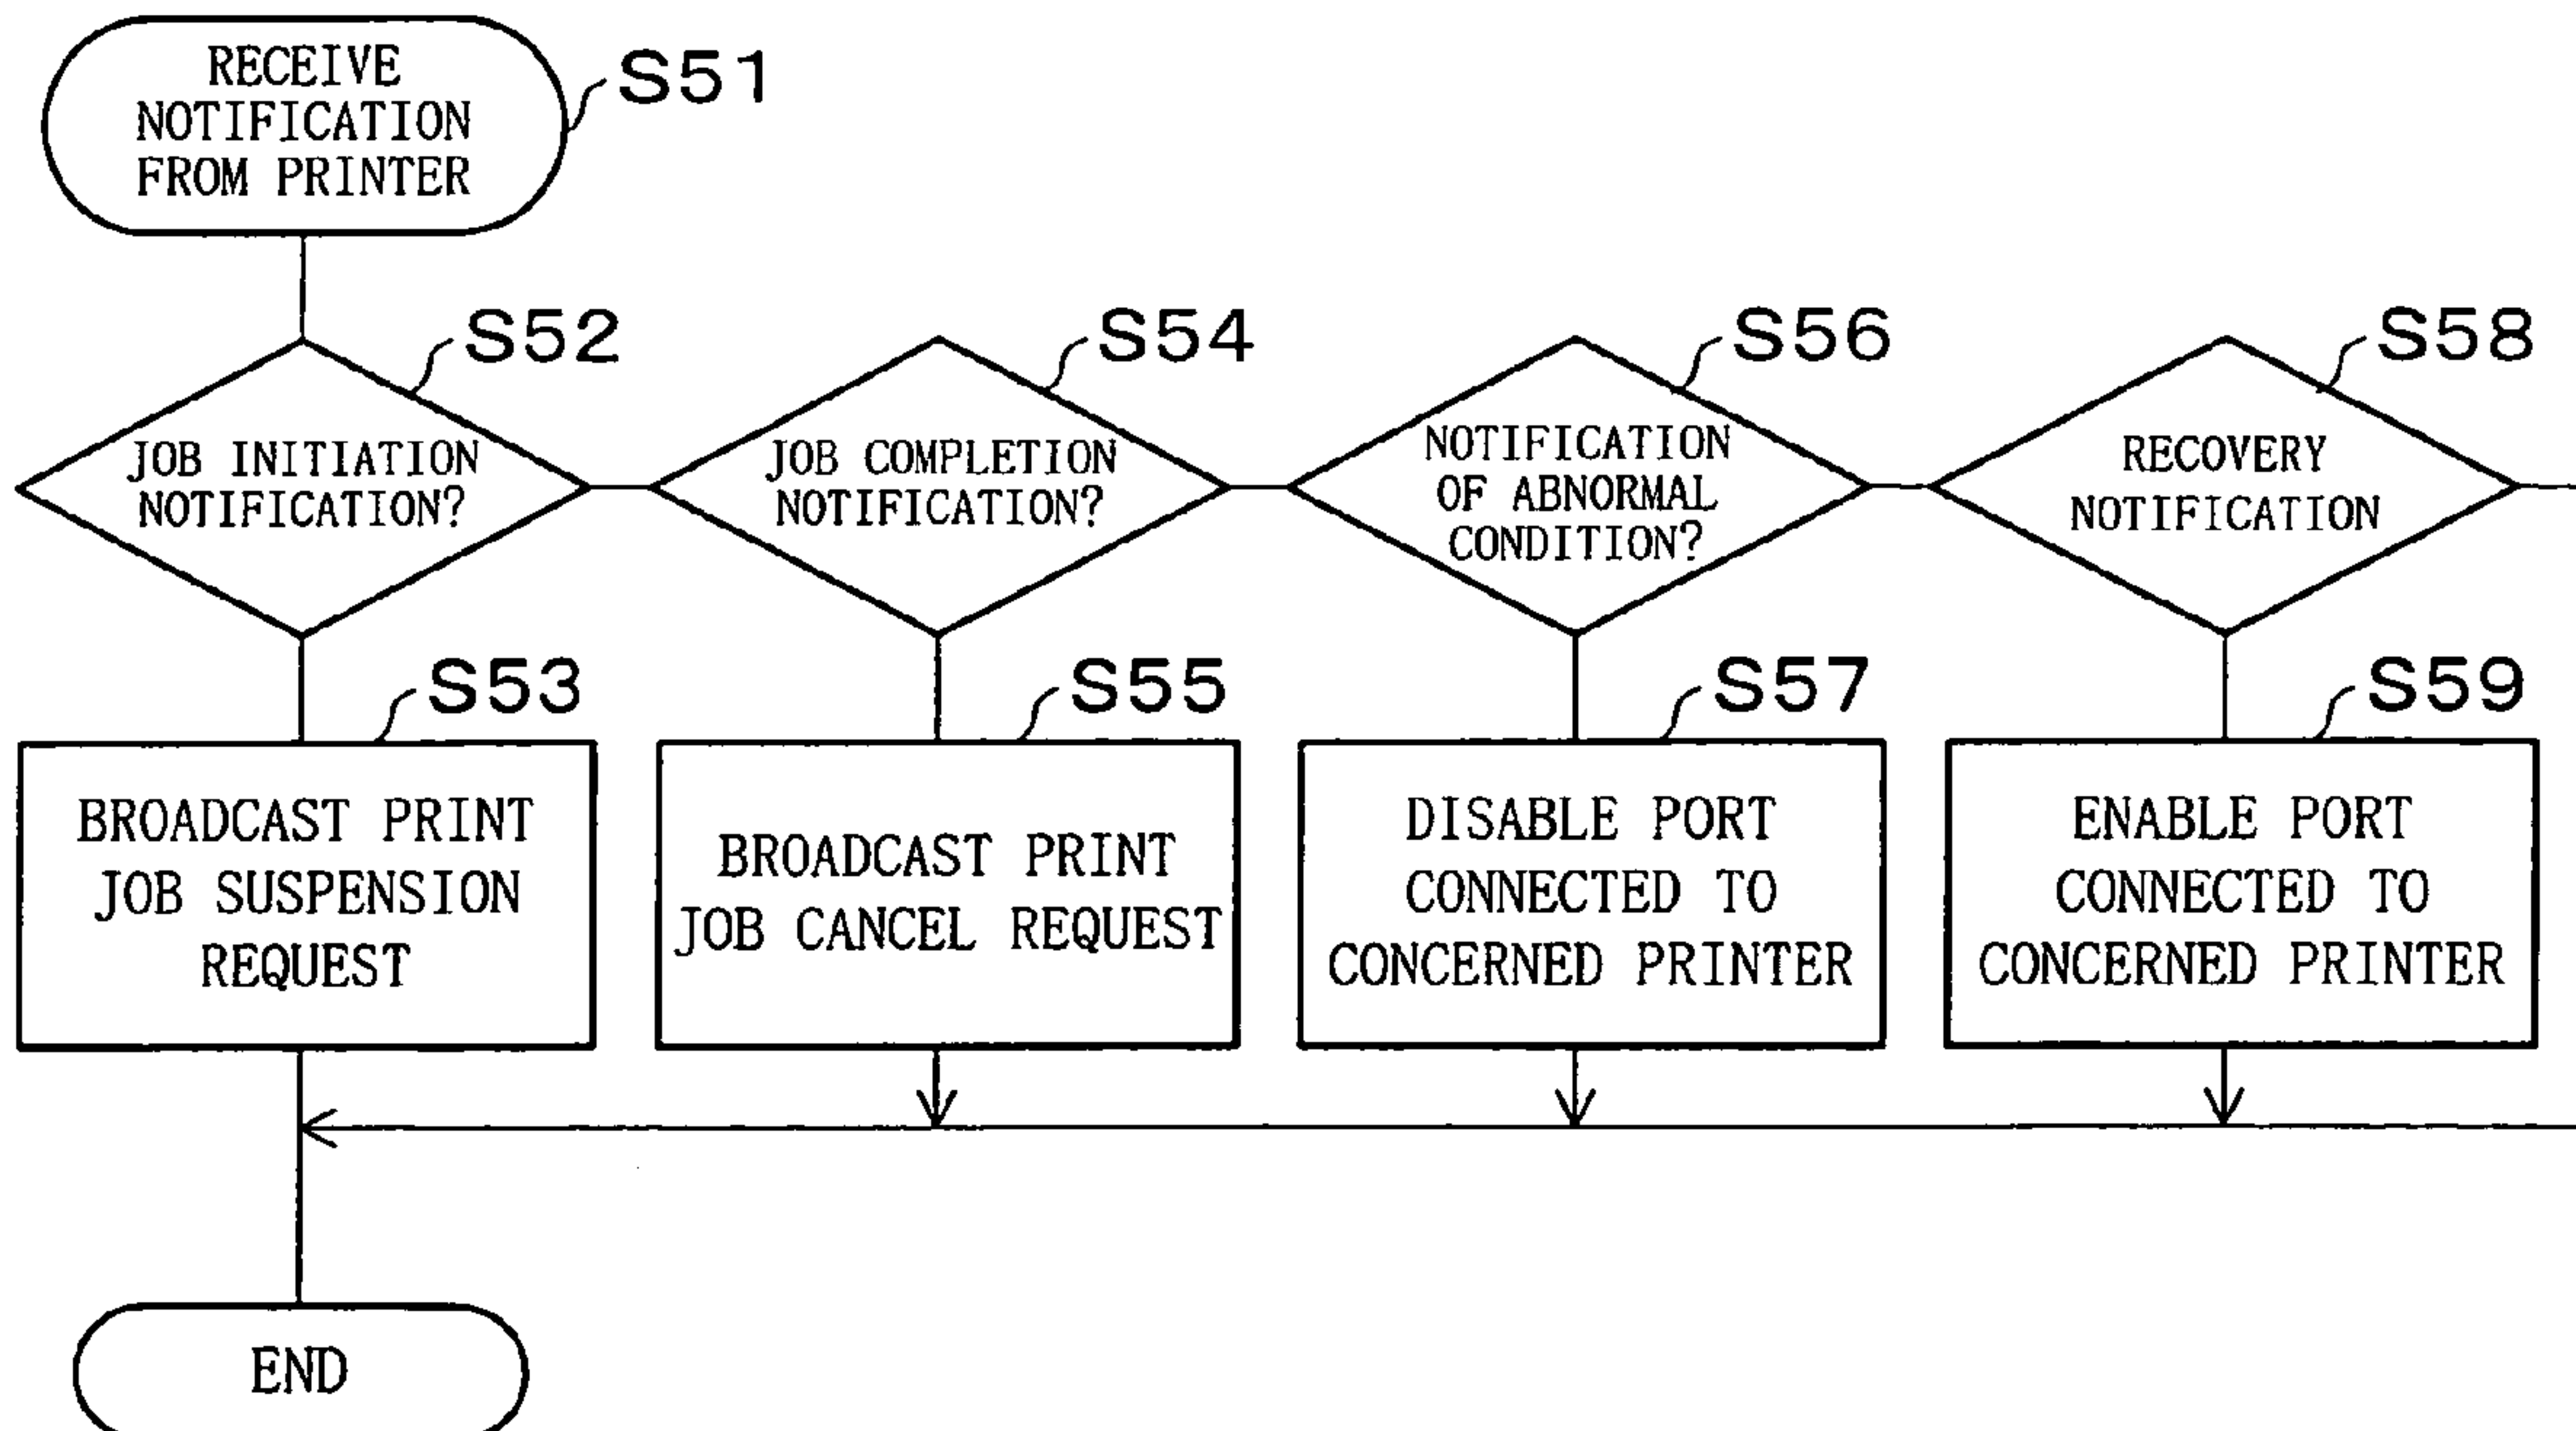 RECEIVE
NOTIFICATION
FROM PRINTER
S51
S52
JOB INITIATION
NOTIFICATION?
S54
JOB COMPLETION
NOTIFICATION?
S56
NOTIFICATION
OF ABNORMAL
CONDITION?
S58
RECOVERY
NOTIFICATION
S53
BROADCAST PRINT
JOB SUSPENSION
REQUEST
S55
BROADCAST PRINT
JOB CANCEL REQUEST
S57
DISABLE PORT
CONNECTED TO
CONCERNED PRINTER
S59
ENABLE PORT
CONNECTED TO
CONCERNED PRINTER
END